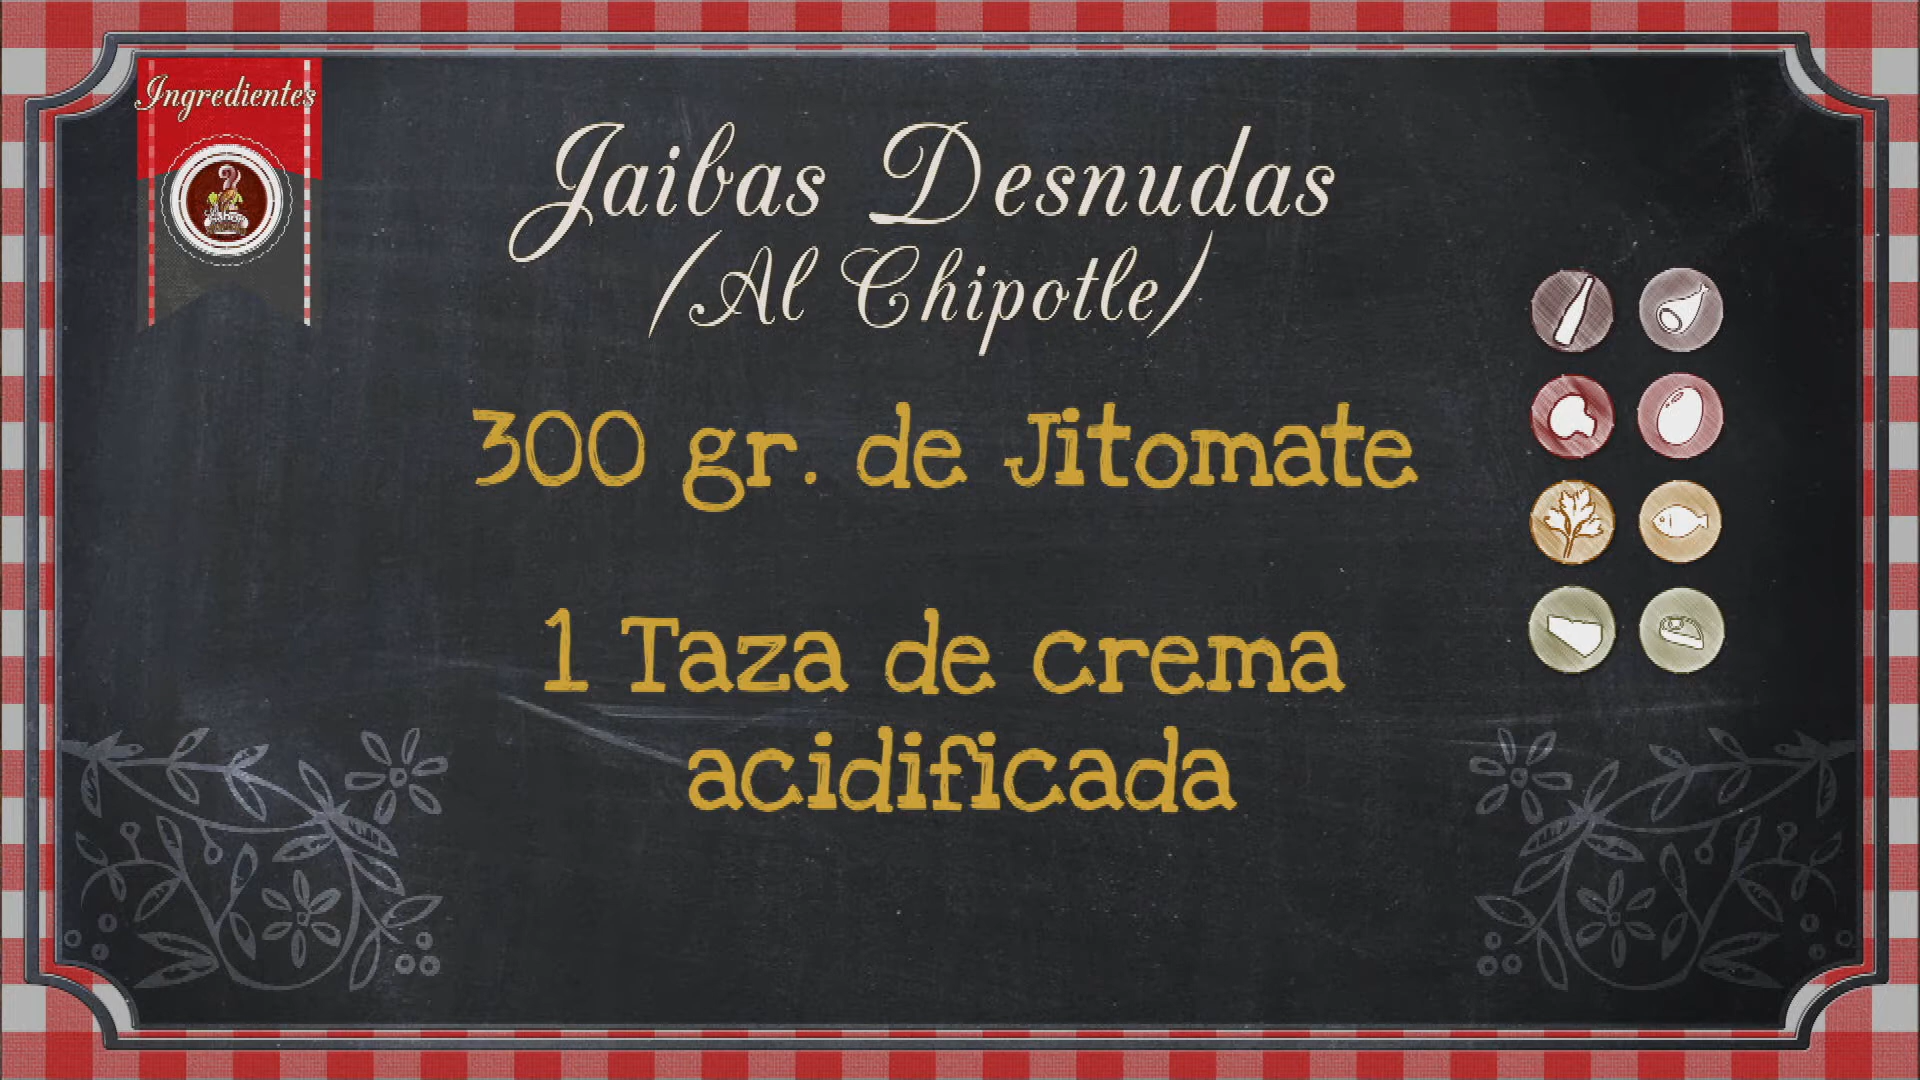 Ingredientes
Jaibas Desnudas
(Al Chipotle)
300 gr. de Jitomate
1 Taza de crema
acidificada